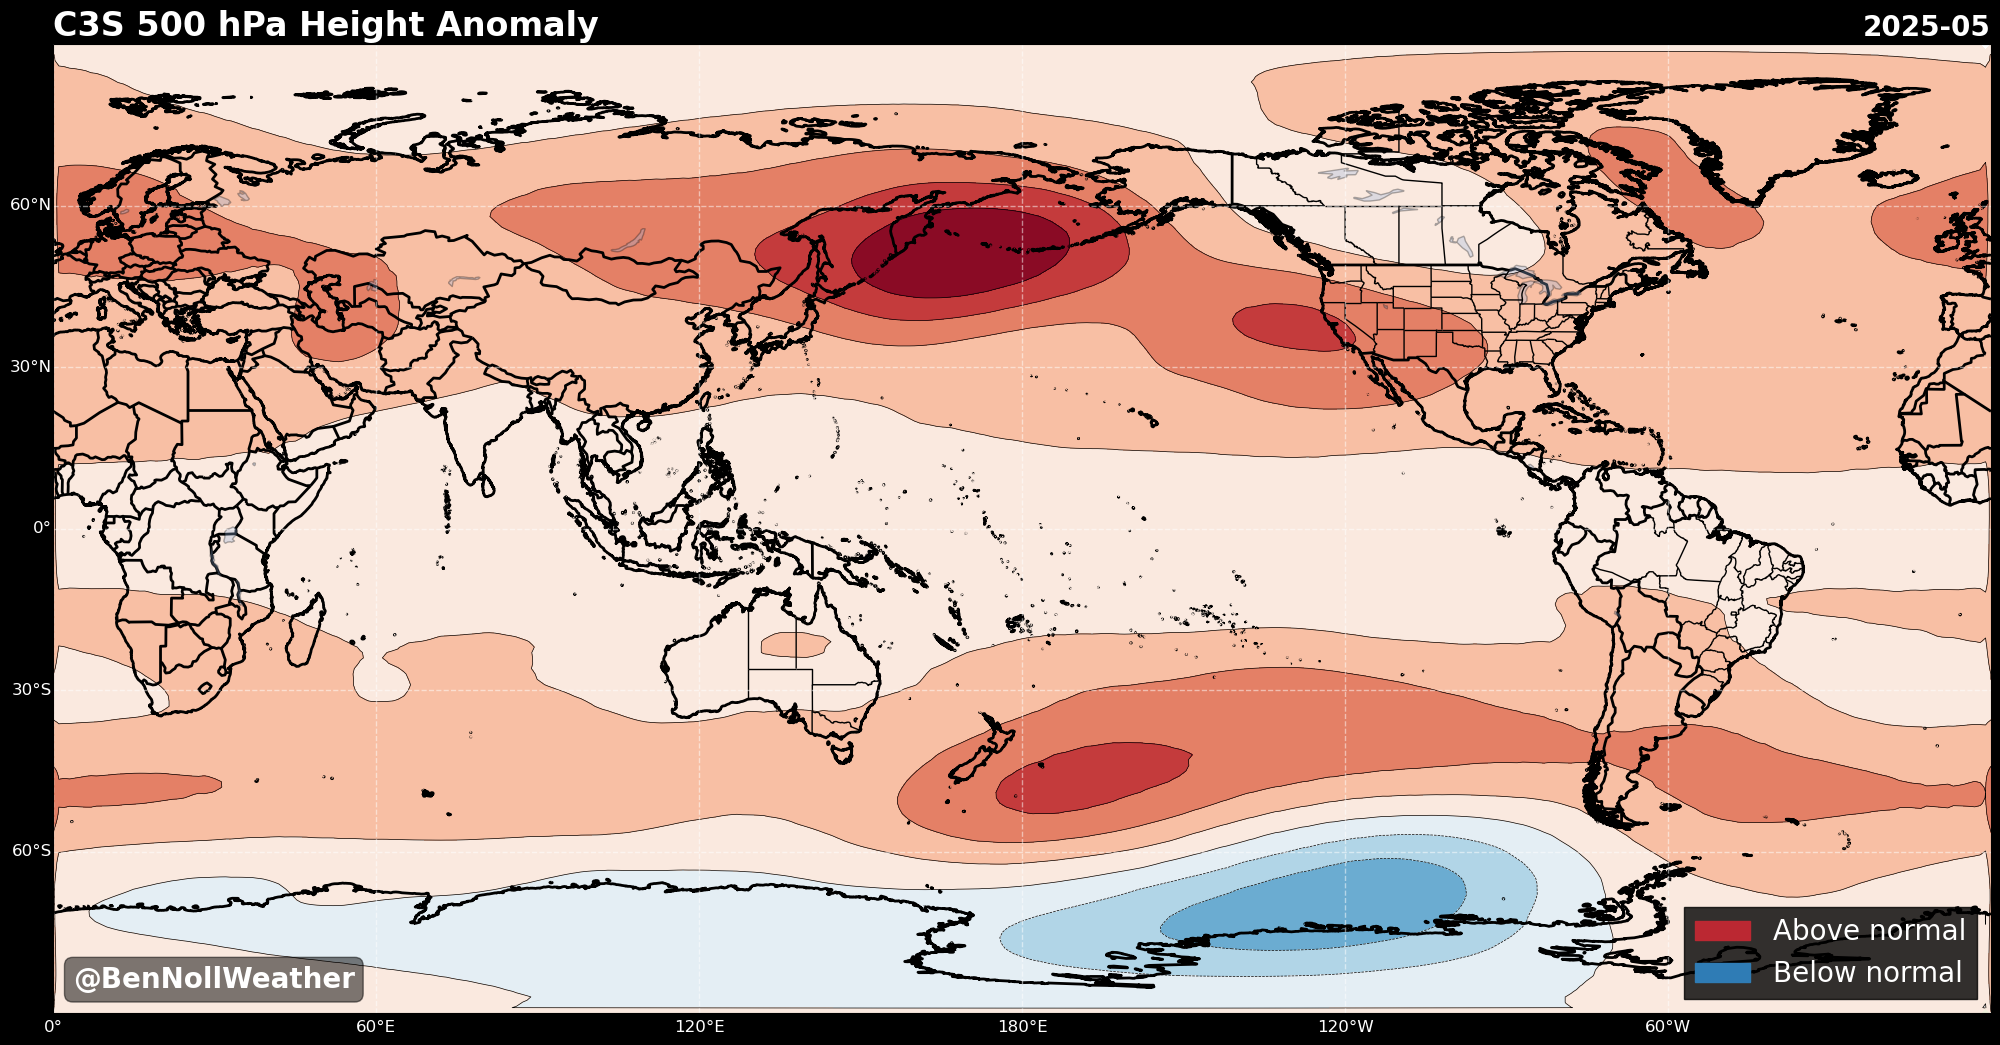 C3S 500 hPa Height Anomaly
2025-05
60°N
30°N
0°
30°S
60°S
Above normal
Below normal
@BenNollWeather
0° 60°E 120°E 180°E 120°W 60°W